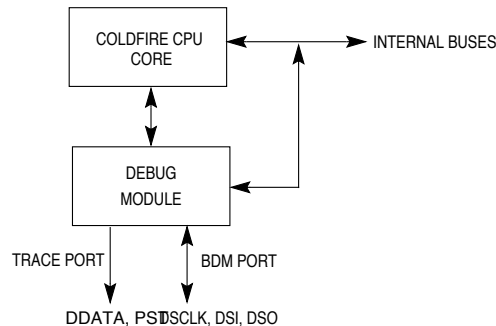 COLDFIRE CPU
CORE
INTERNAL BUSES
DEBUG
MODULE
TRACE PORT
BDM PORT
DDATA, PST
DSCLK, DSI, DSO